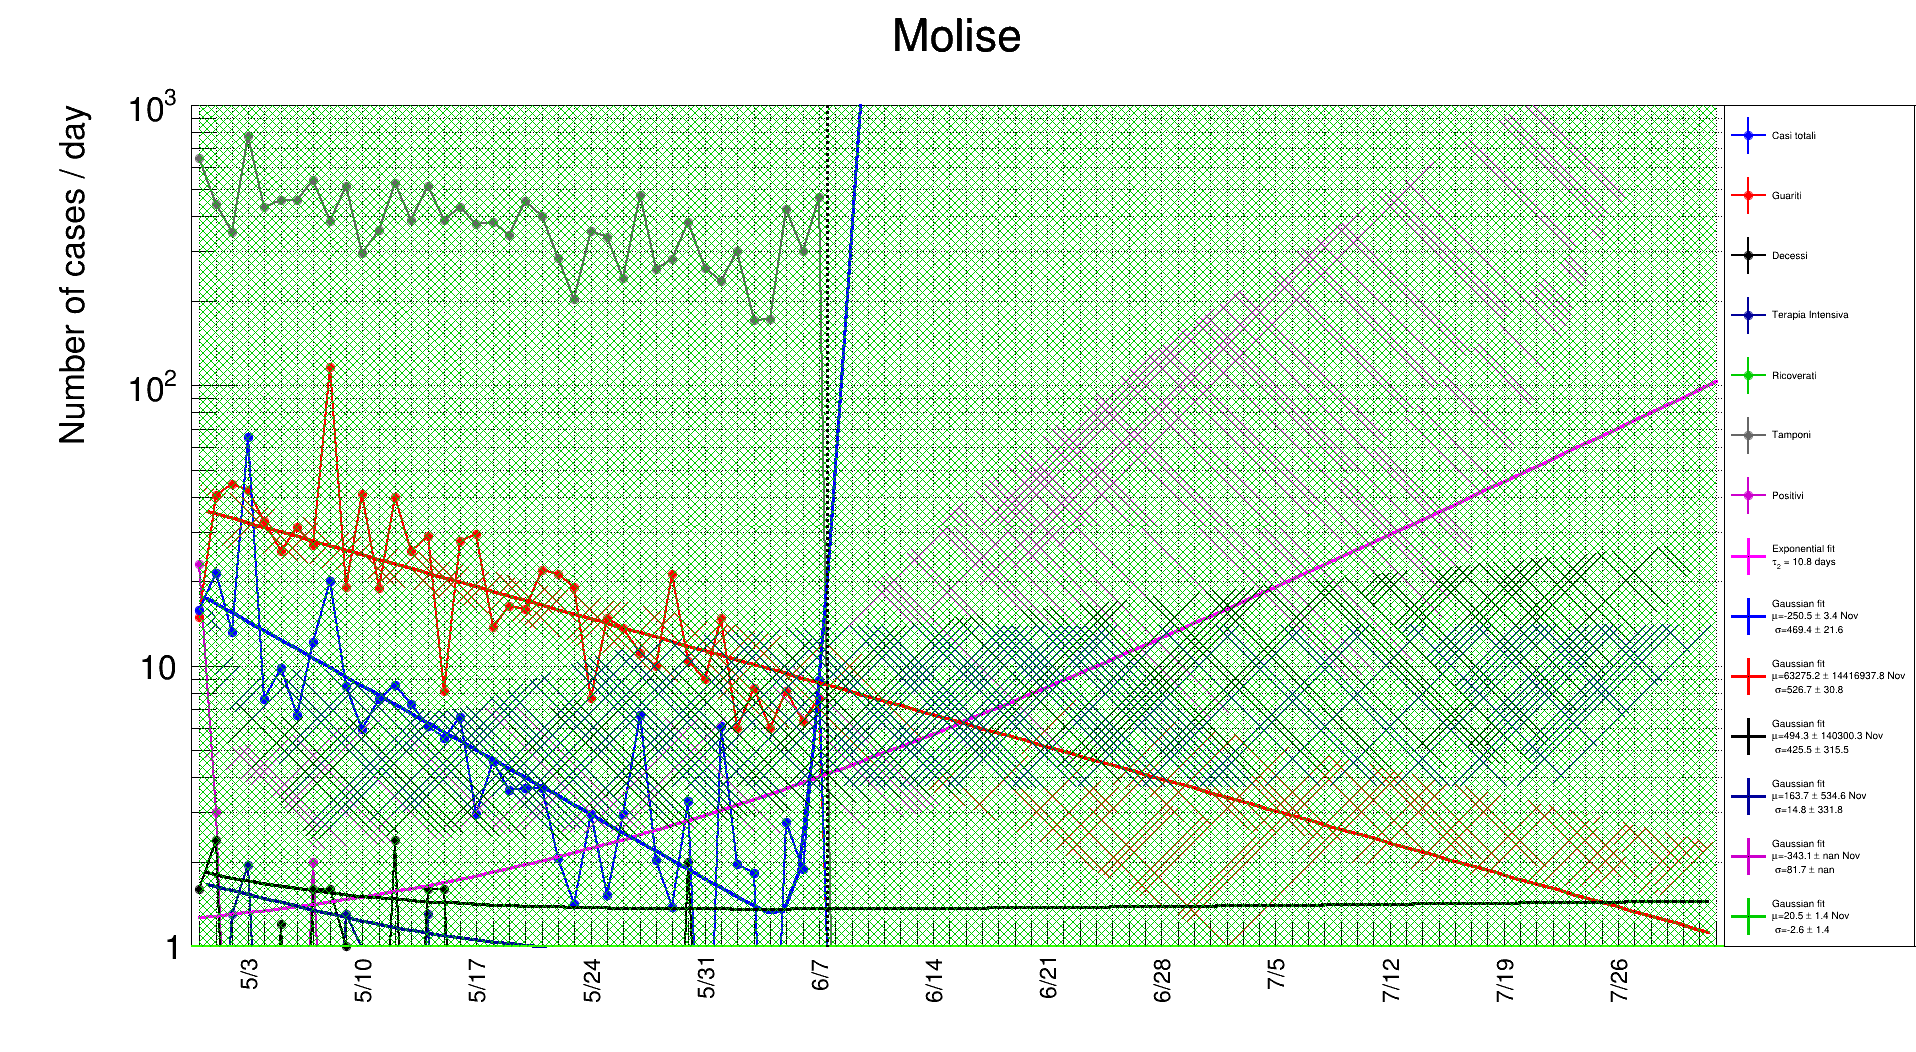 Molise
Number of cases / day
10³
10²
10
1
5/3
5/10
5/17
5/24
5/31
6/7
6/14
6/21
6/28
7/5
7/12
7/19
7/26
Casi totali
Guariti
Decessi
Terapia Intensiva
Ricoverati
Tamponi
Positivi
Exponential fit
τ₂ = 10.8 days
Gaussian fit
μ=-250.5 ± 3.4 Nov
σ=469.4 ± 21.6
Gaussian fit
μ=63275.2 ± 14416937.8 Nov
σ=526.7 ± 30.8
Gaussian fit
μ=494.3 ± 140300.3 Nov
σ=425.5 ± 315.5
Gaussian fit
μ=163.7 ± 534.6 Nov
σ=14.8 ± 331.8
Gaussian fit
μ=-343.1 ± nan Nov
σ=81.7 ± nan
Gaussian fit
μ=20.5 ± 1.4 Nov
σ=-2.6 ± 1.4